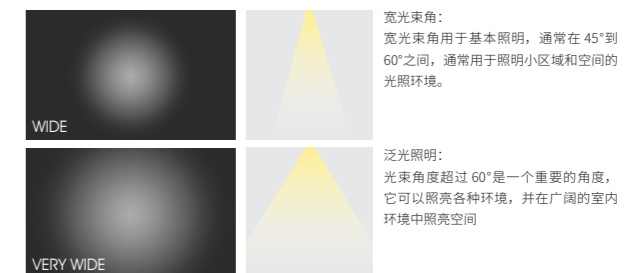 宽光束角：
宽光束角用于基本照明，通常在 45°到
60°之间，通常用于照明小区域和空间的
光照环境。
WIDE
泛光照明：
光束角度超过 60°是一个重要的角度，
它可以照亮各种环境，并在广阔的室内
环境中照亮空间
VERY WIDE